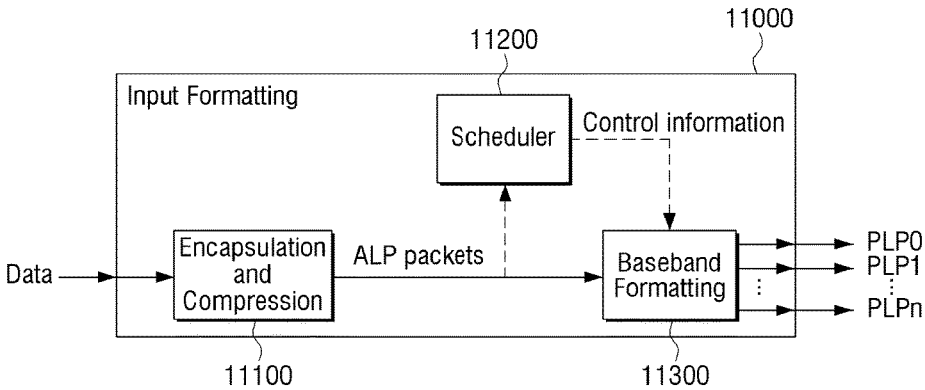 11000
11200
Input Formatting
Scheduler
Control information
Encapsulation
and
Compression
ALP packets
Baseband
Formatting
Data
PLP0
PLP1
⋮
⋮
PLPn
11100
11300